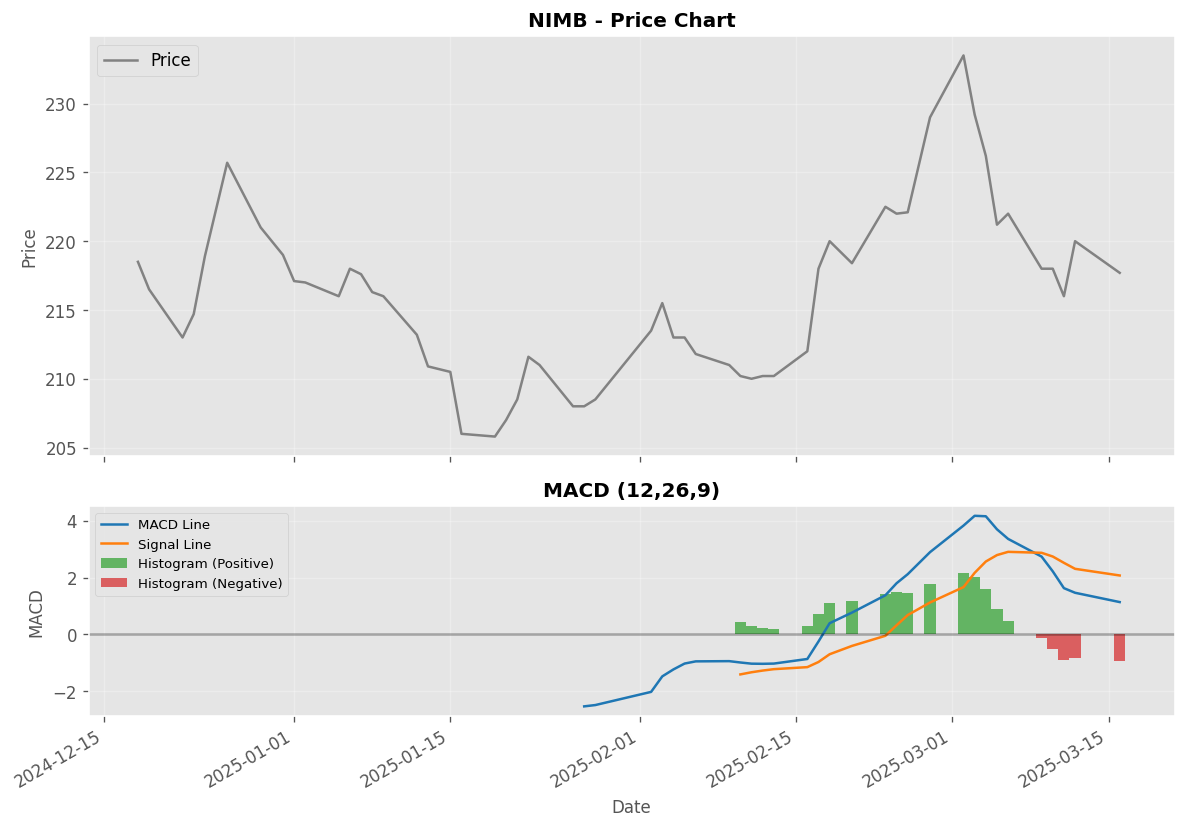 NIMB - Price Chart
Price
230
225
220
215
210
205
Price
MACD (12,26,9)
MACD Line
Signal Line
Histogram (Positive)
Histogram (Negative)
4
2
0
−2
MACD
2024-12-15
2025-01-01
2025-01-15
2025-02-01
2025-02-15
2025-03-01
2025-03-15
Date